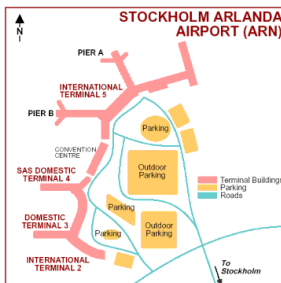 STOCKHOLM ARLANDA
AIRPORT (ARN)
N
PIER A
INTERNATIONAL
TERMINAL 5
PIER B
Parking
CONVENTION
CENTRE
SAS DOMESTIC
TERMINAL 4
Outdoor
Parking
Terminal Buildings
Parking
Roads
DOMESTIC
TERMINAL 3
Parking
Parking
Outdoor
Parking
INTERNATIONAL
TERMINAL 2
To
Stockholm